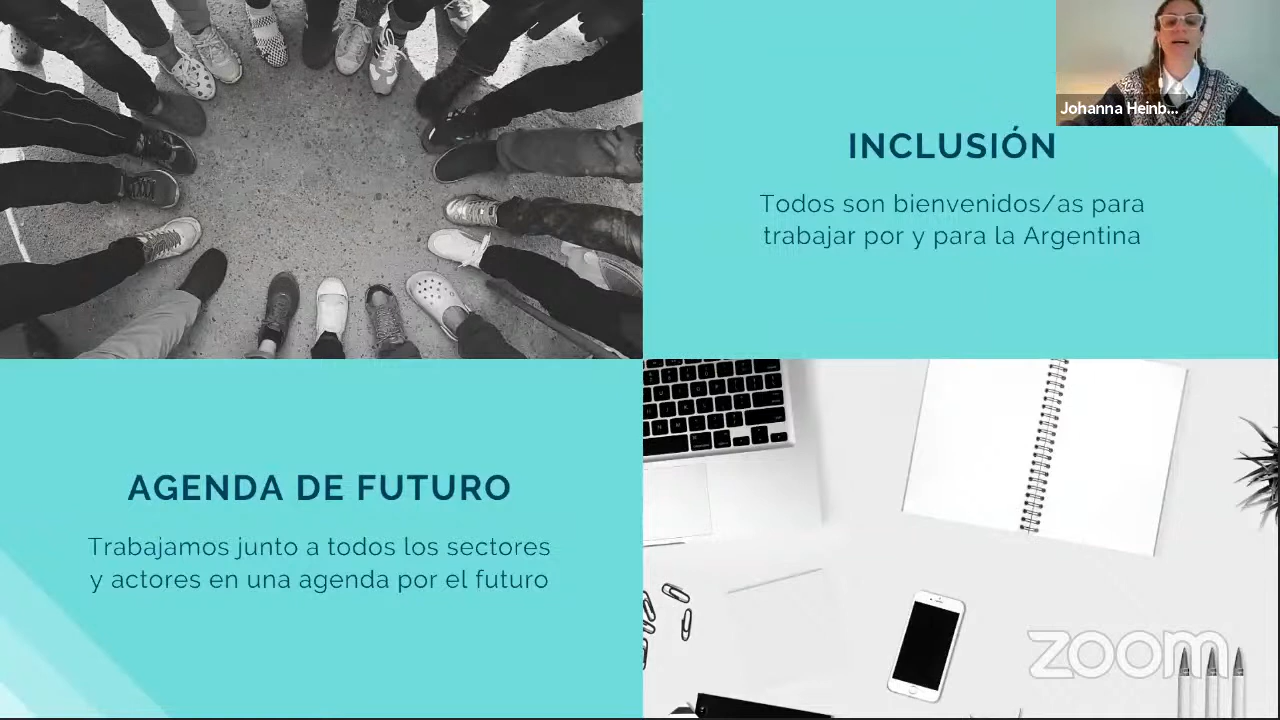 Johanna Heinb...
INCLUSIÓN
Todos son bienvenidos/as para
trabajar por y para la Argentina
AGENDA DE FUTURO
Trabajamos junto a todos los sectores
y actores en una agenda por el futuro
zoom